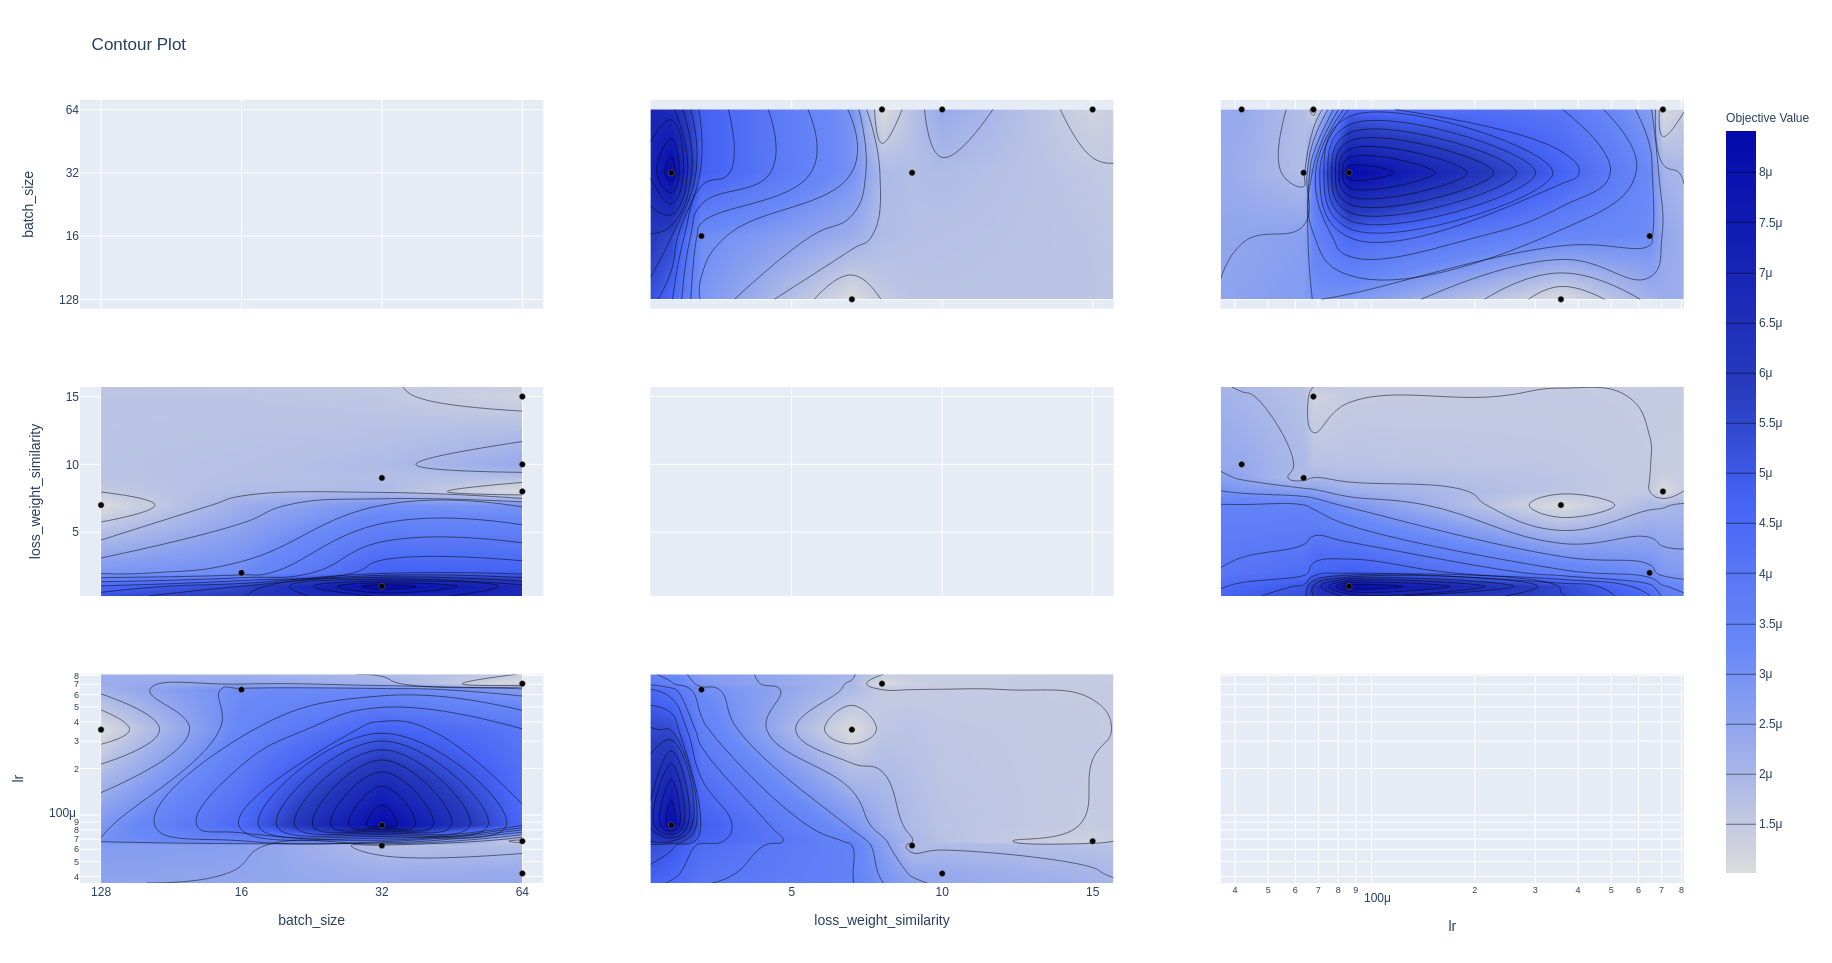 Contour Plot
Objective Value
batch_size
64
32
16
128
8μ
7.5μ
7μ
6.5μ
6μ
5.5μ
5μ
4.5μ
4μ
3.5μ
3μ
2.5μ
2μ
1.5μ
loss_weight_similarity
15
10
5
lr
8
7
6
5
4
3
2
100μ
9
8
7
6
5
4
128 16 32 64
batch_size
5 10 15
loss_weight_similarity
4 5 6 7 8 9 100μ 2 3 4 5 6 7 8
lr